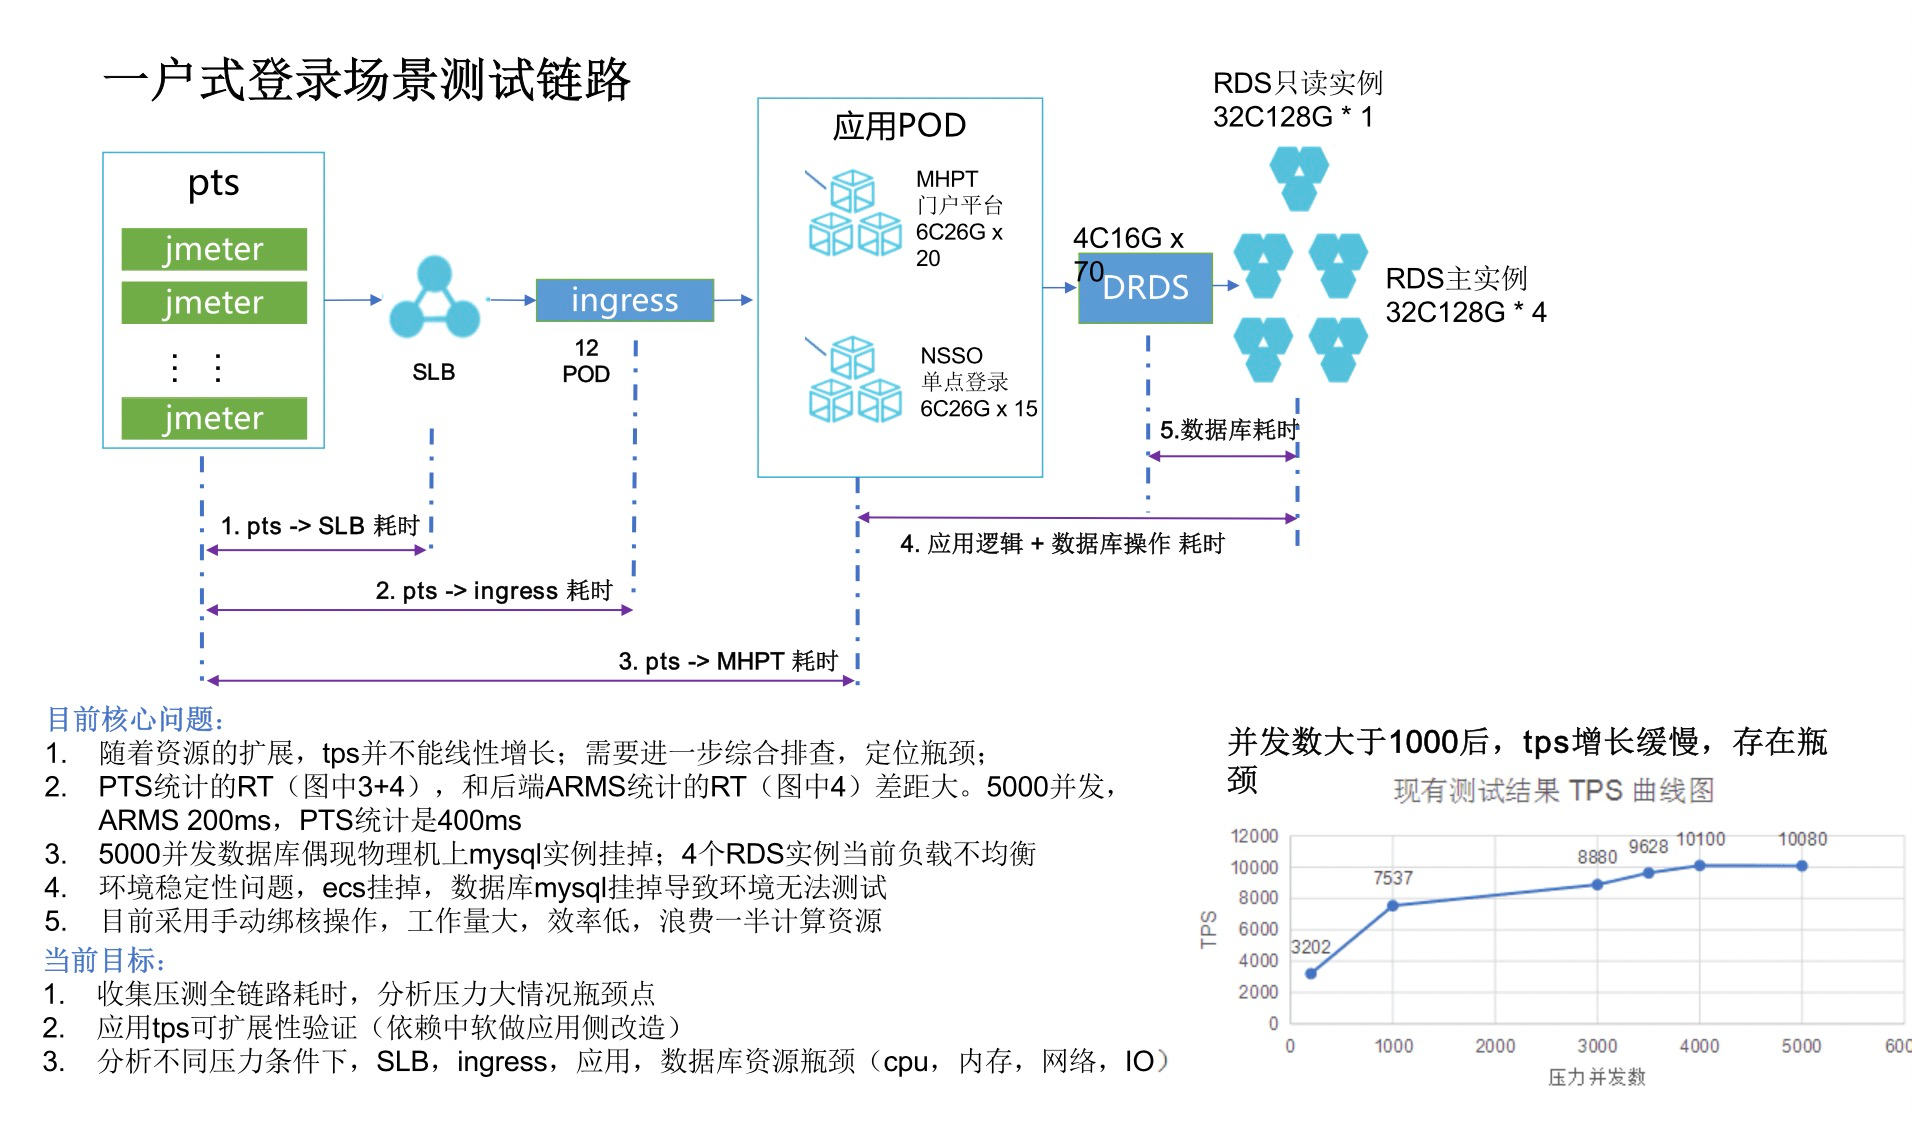 一户式登录场景测试链路
pts
jmeter
jmeter
⋮ ⋮
jmeter
SLB
ingress
12
POD
应用POD
MHPT
门户平台
6C26G x
20
NSSO
单点登录
6C26G x 15
4C16G x
70
DRDS
RDS只读实例
32C128G * 1
RDS主实例
32C128G * 4
5.数据库耗时
1. pts -> SLB 耗时
4. 应用逻辑 + 数据库操作 耗时
2. pts -> ingress 耗时
3. pts -> MHPT 耗时
目前核心问题：
1. 随着资源的扩展，tps并不能线性增长；需要进一步综合排查，定位瓶颈；
2. PTS统计的RT（图中3+4），和后端ARMS统计的RT（图中4）差距大。5000并发，
ARMS 200ms，PTS统计是400ms
3. 5000并发数据库偶现物理机上mysql实例挂掉；4个RDS实例当前负载不均衡
4. 环境稳定性问题，ecs挂掉，数据库mysql挂掉导致环境无法测试
5. 目前采用手动绑核操作，工作量大，效率低，浪费一半计算资源
当前目标：
1. 收集压测全链路耗时，分析压力大情况瓶颈点
2. 应用tps可扩展性验证（依赖中软做应用侧改造）
3. 分析不同压力条件下，SLB，ingress，应用，数据库资源瓶颈（cpu，内存，网络，IO）
并发数大于1000后，tps增长缓慢，存在瓶
颈
现有测试结果 TPS 曲线图
TPS
12000
10000
8000
6000
4000
2000
0
3202
7537
8880
9628
10100
10080
0 1000 2000 3000 4000 5000 600
压力并发数